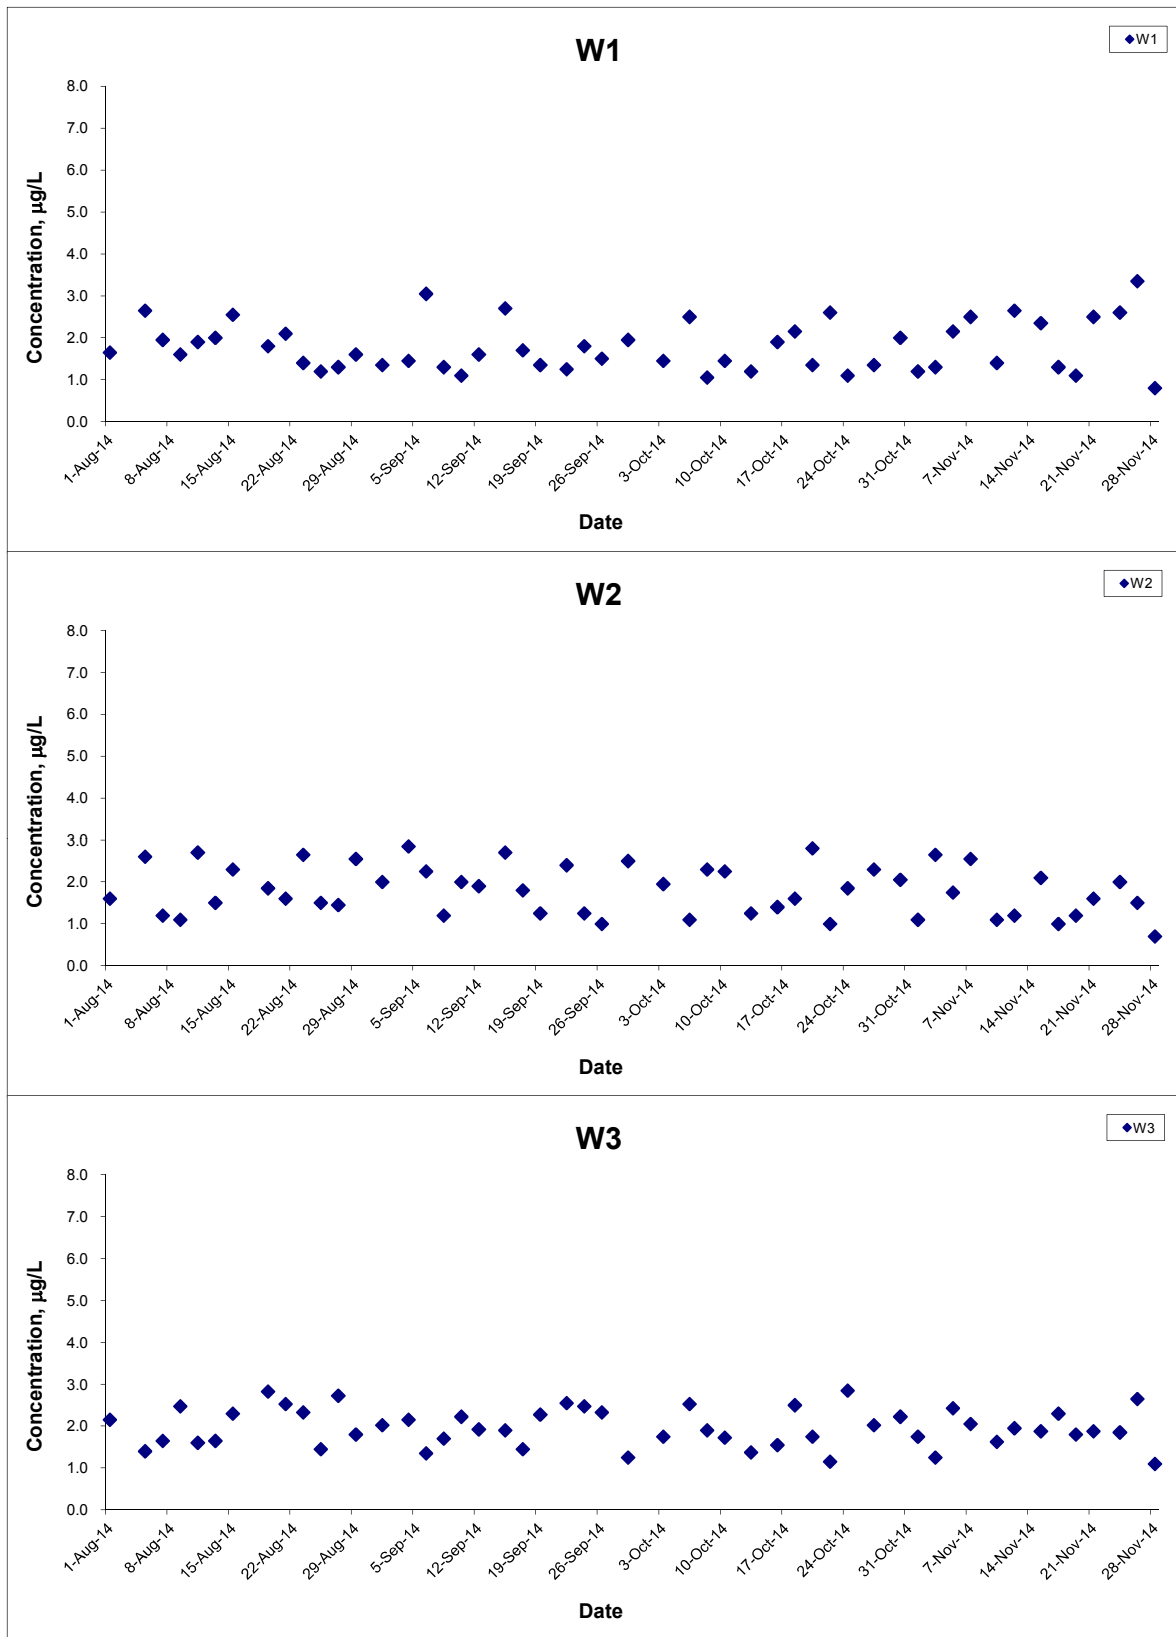 W1
W1
Concentration, µg/L
8.0
7.0
6.0
5.0
4.0
3.0
2.0
1.0
0.0
1-Aug-14 8-Aug-14 15-Aug-14 22-Aug-14 29-Aug-14 5-Sep-14 12-Sep-14 19-Sep-14 26-Sep-14 3-Oct-14 10-Oct-14 17-Oct-14 24-Oct-14 31-Oct-14 7-Nov-14 14-Nov-14 21-Nov-14 28-Nov-14
Date
W2
W2
Concentration, µg/L
8.0
7.0
6.0
5.0
4.0
3.0
2.0
1.0
0.0
1-Aug-14 8-Aug-14 15-Aug-14 22-Aug-14 29-Aug-14 5-Sep-14 12-Sep-14 19-Sep-14 26-Sep-14 3-Oct-14 10-Oct-14 17-Oct-14 24-Oct-14 31-Oct-14 7-Nov-14 14-Nov-14 21-Nov-14 28-Nov-14
Date
W3
W3
Concentration, µg/L
8.0
7.0
6.0
5.0
4.0
3.0
2.0
1.0
0.0
1-Aug-14 8-Aug-14 15-Aug-14 22-Aug-14 29-Aug-14 5-Sep-14 12-Sep-14 19-Sep-14 26-Sep-14 3-Oct-14 10-Oct-14 17-Oct-14 24-Oct-14 31-Oct-14 7-Nov-14 14-Nov-14 21-Nov-14 28-Nov-14
Date